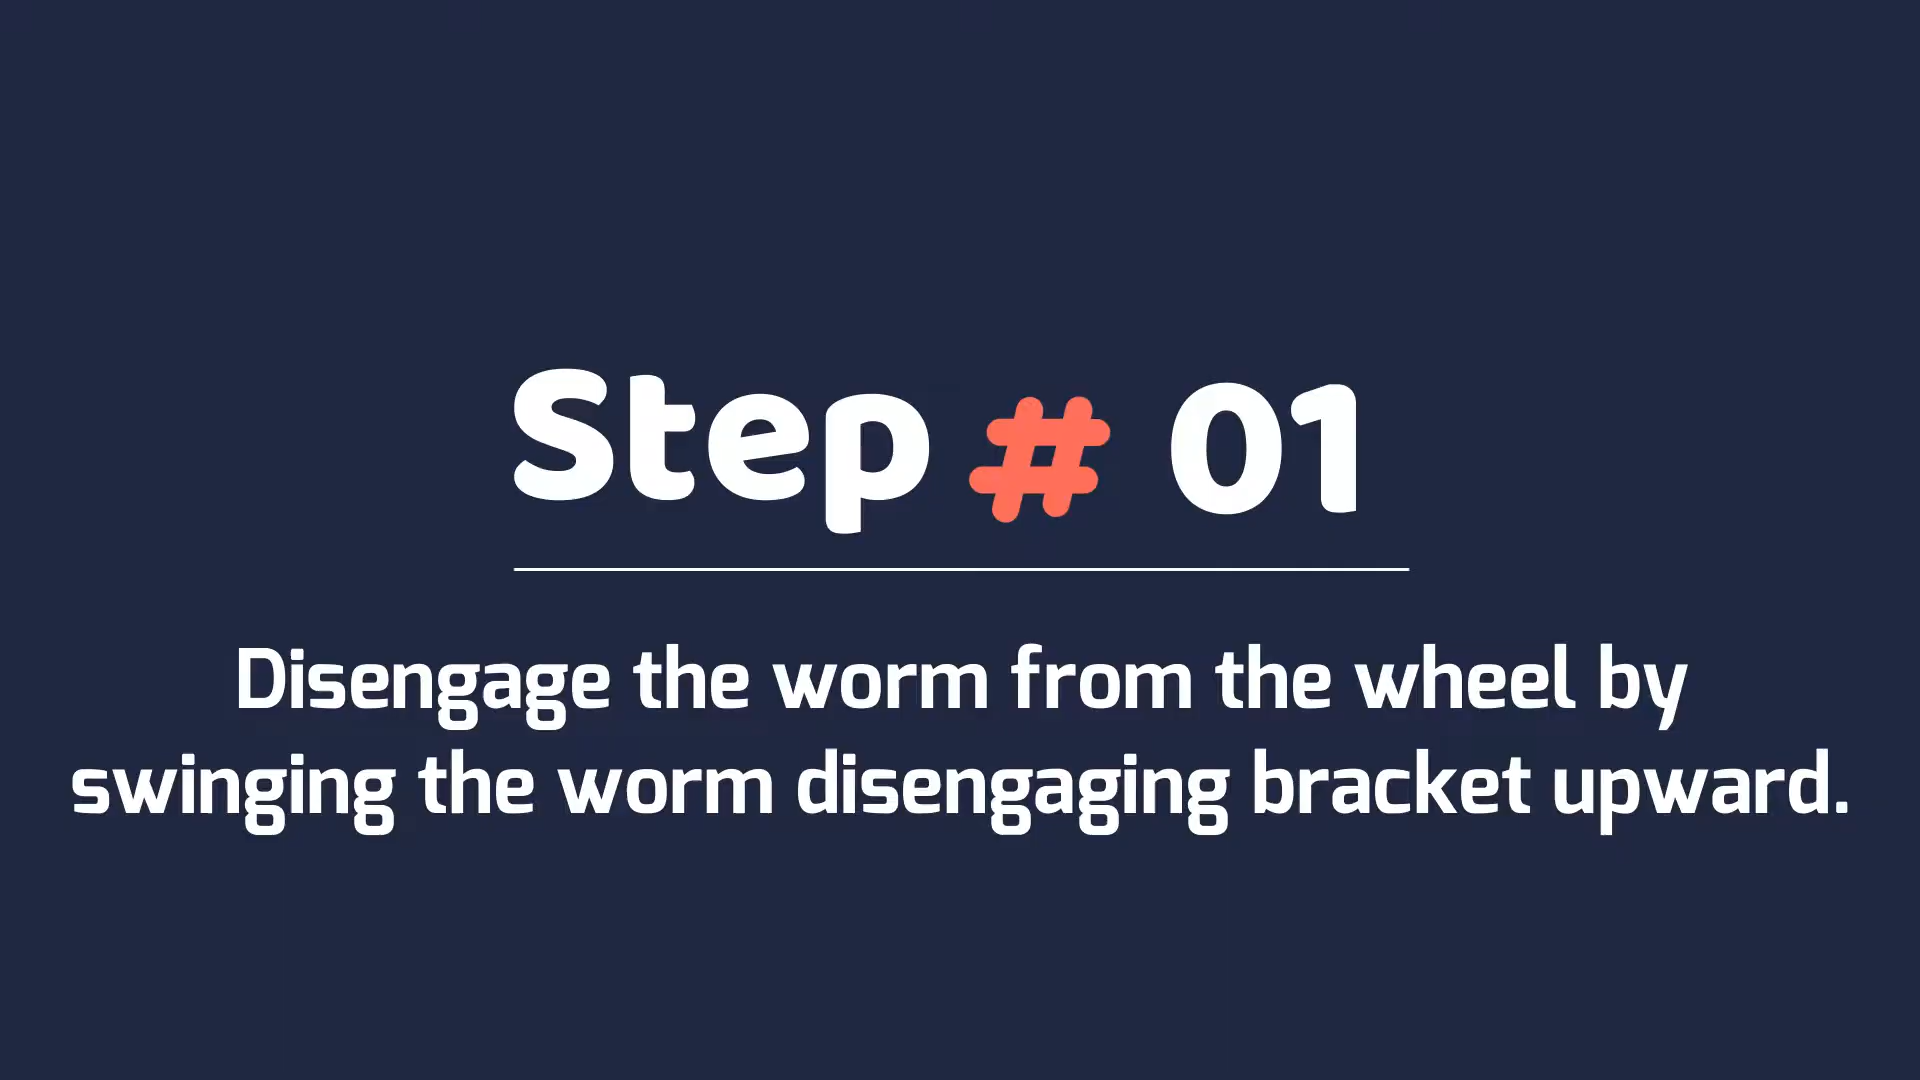 Step # 01
Disengage the worm from the wheel by
swinging the worm disengaging bracket upward.